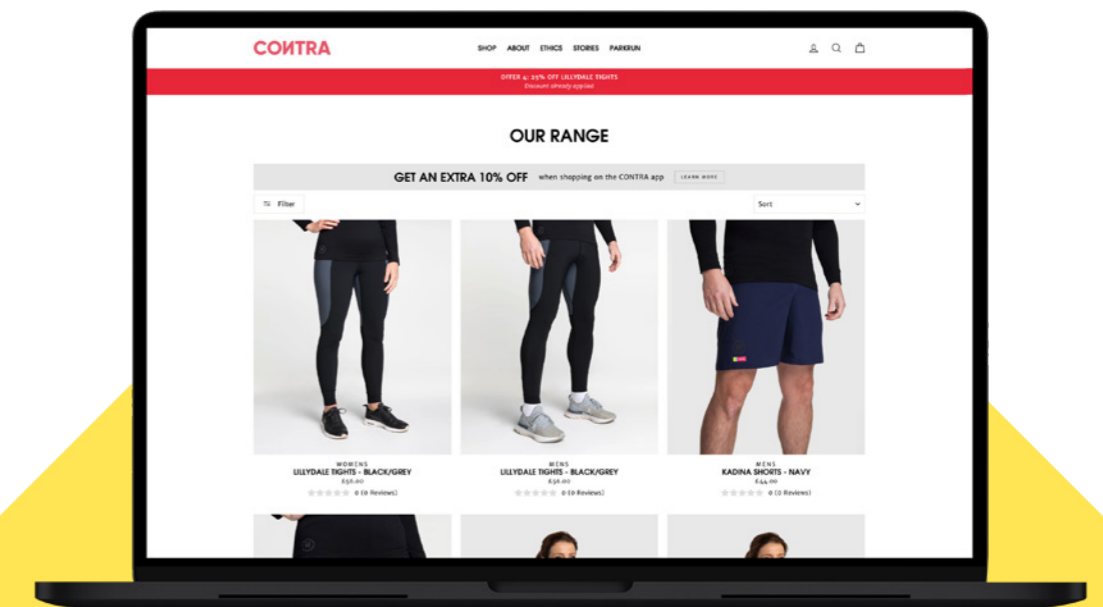 CONTRA
SHOP ABOUT ETHICS STORIES PARKRUN
OFFER 4: 25% OFF LILLYDALE TIGHTS
Discount already applied
OUR RANGE
GET AN EXTRA 10% OFF when shopping on the CONTRA app LEARN MORE
Filter Sort
WOMENS
LILLYDALE TIGHTS - BLACK/GREY
£56.00
0 (0 Reviews)
MENS
LILLYDALE TIGHTS - BLACK/GREY
£56.00
0 (0 Reviews)
MENS
KADINA SHORTS - NAVY
£44.00
0 (0 Reviews)